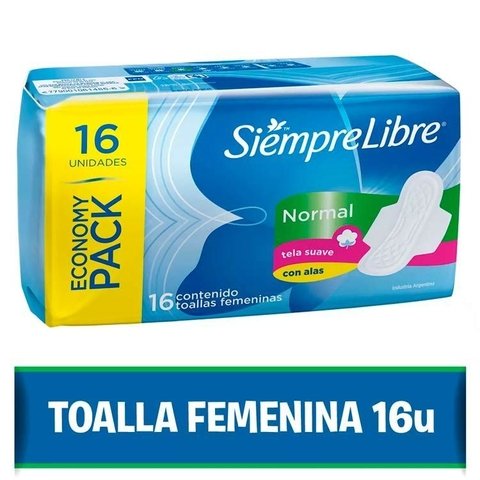 16
UNIDADES
ECONOMY
PACK
SiempreLibre
Normal
tela suave
con alas
16 contenido
toallas femeninas
Industria Argentina
TOALLA FEMENINA 16u